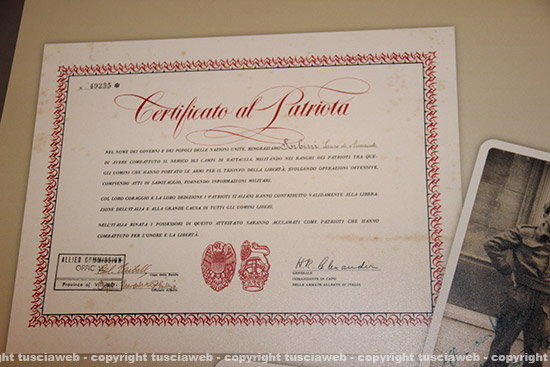 49255
Certificato al Patriota
NEL NOME DEI GOVERNI E DEI POPOLI DELLE NAZIONI UNITE, RINGRAZIAMO
DI AVERE COMBATTUTO IL NEMICO SUI CAMPI DI BATTAGLIA, MILITANDO NEI RANGHI DEI PATRIOTI TRA QUE-
GLI UOMINI CHE HANNO PORTATO LE ARMI PER IL TRIONFO DELLA LIBERTÀ, SVOLGENDO OPERAZIONI OFFENSIVE,
COMPIENDO ATTI DI SABOTAGGIO, FORNENDO INFORMAZIONI MILITARI.
COL LORO CORAGGIO E LA LORO DEDIZIONE I PATRIOTI ITALIANI HANNO CONTRIBUITO VALIDAMENTE ALLA LIBERA-
ZIONE DELL'ITALIA E ALLA GRANDE CAUSA DI TUTTI GLI UOMINI LIBERI.
NELL'ITALIA RINATA I POSSESSORI DI QUESTO ATTESTATO SARANNO ACCLAMATI COME PATRIOTI CHE HANNO
COMBATTUTO PER L'ONORE E LA LIBERTÀ.
ALLIED COMMISSION
OFFIC
Province of
H.R. Alexander
GENERALE
COMANDANTE IN CAPO
DELLE ARMATE ALLEATE IN ITALIA.
right tusciaweb - copyright tusciaweb - copyright tusciaweb - copyright tusciaweb - copy